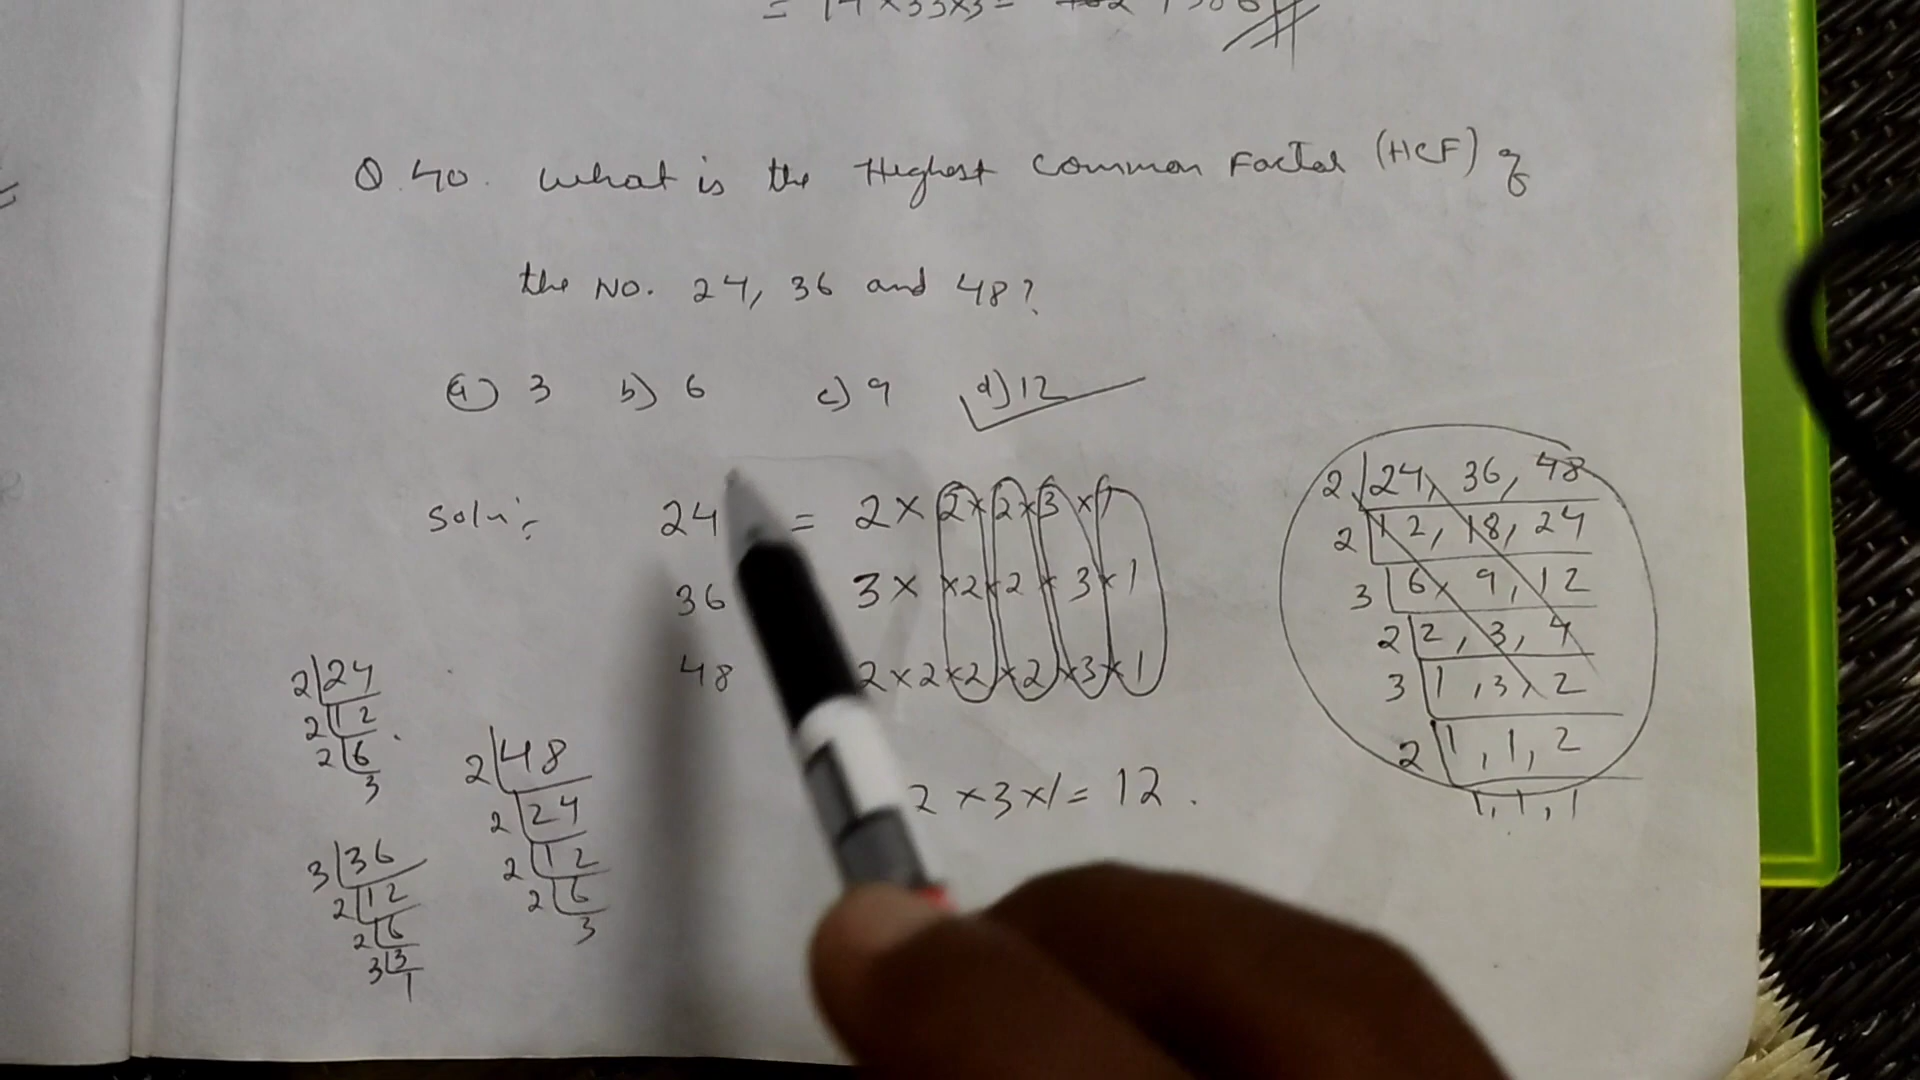 = 14 × 33 × 3 =
Q.40. What is the Highest Common Factor (HCF) of
the No. 24, 36 and 48?
a) 3 b) 6 c) 9 d) 12
Soln:
24 = 2 × 2 × 2 × 3 × 1
36 3 × × 2 × 2 × 3 × 1
48 2 × 2 × 2 × 2 × 3 × 1
2 × 3 × 1 = 12.
2 24
2 12
2 6
3
3 36
2 12
2 6
3 3
1
2 48
2 24
2 12
2 6
3
2 24, 36, 48
2 12, 18, 24
3 6, 9, 12
2 2, 3, 4
3 1, 3, 2
2 1, 1, 2
1, 1, 1